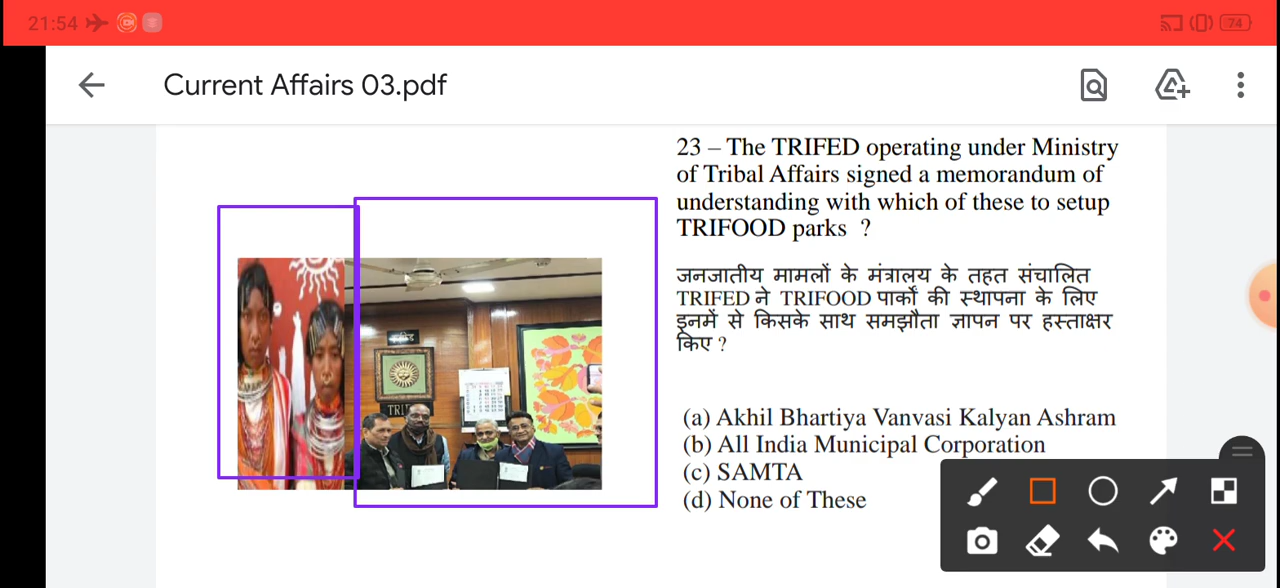 21:54
74
Current Affairs 03.pdf
23 – The TRIFED operating under Ministry
of Tribal Affairs signed a memorandum of
understanding with which of these to setup
TRIFOOD parks  ?
जनजातीय मामलों के मंत्रालय के तहत संचालित
TRIFED ने TRIFOOD पार्कों की स्थापना के लिए
इनमें से किसके साथ समझौता ज्ञापन पर हस्ताक्षर
किए ?
(a) Akhil Bhartiya Vanvasi Kalyan Ashram
(b) All India Municipal Corporation
(c) SAMTA
(d) None of These